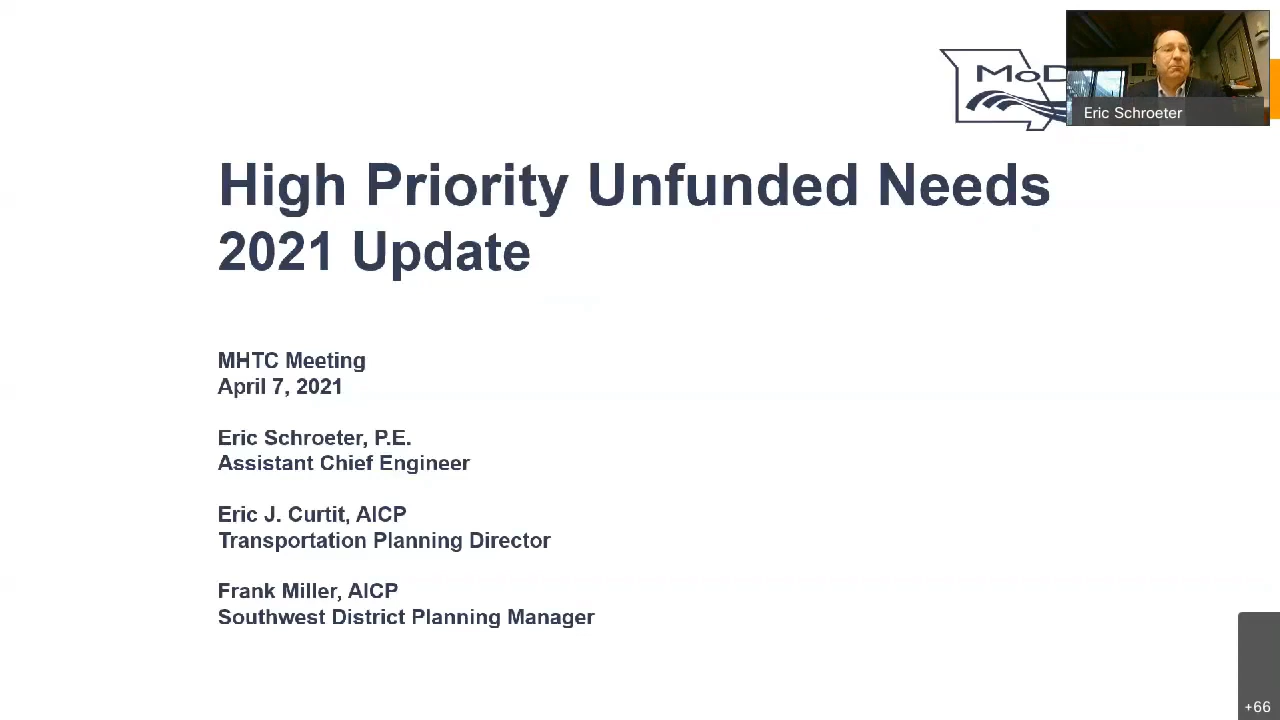 MoD
Eric Schroeter
High Priority Unfunded Needs
2021 Update
MHTC Meeting
April 7, 2021
Eric Schroeter, P.E.
Assistant Chief Engineer
Eric J. Curtit, AICP
Transportation Planning Director
Frank Miller, AICP
Southwest District Planning Manager
+66